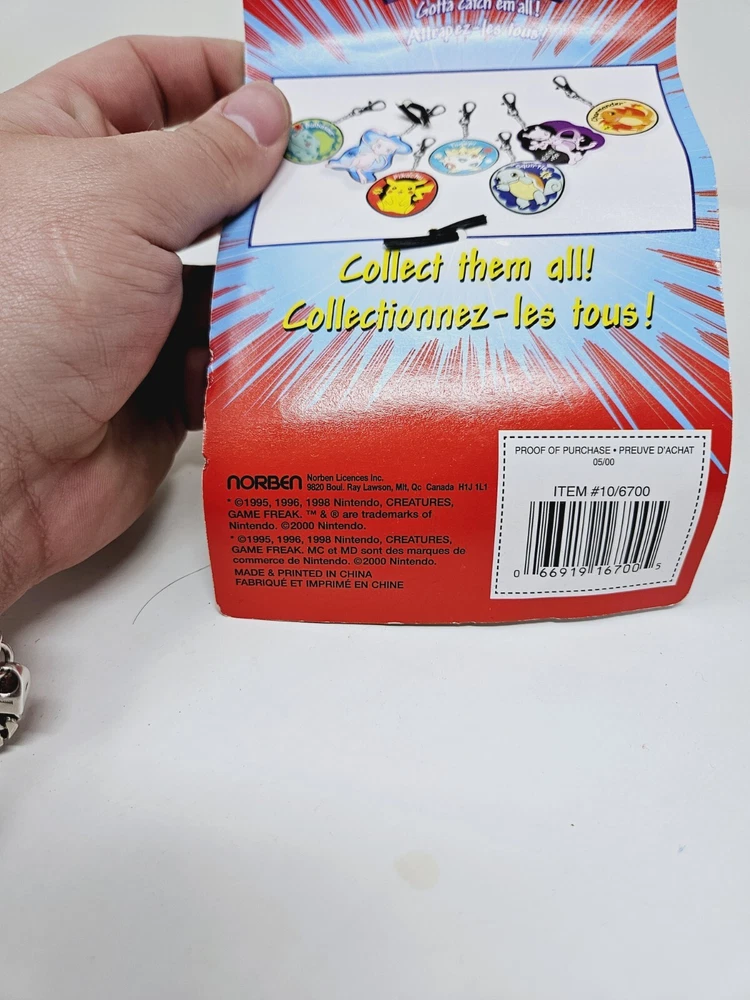 Gotta catch em all!
Attrapez-les tous!
Pikachu
Collect them all!
Collectionnez-les tous!
NORBEN Norben Licences Inc.
9820 Boul. Ray Lawson, Mtl, Qc Canada H1J 1L1
* ©1995, 1996, 1998 Nintendo, CREATURES,
GAME FREAK. ™ & ® are trademarks of
Nintendo. ©2000 Nintendo.
* ©1995, 1996, 1998 Nintendo, CREATURES,
GAME FREAK. MC et MD sont des marques de
commerce de Nintendo. ©2000 Nintendo.
MADE & PRINTED IN CHINA
FABRIQUÉ ET IMPRIMÉ EN CHINE
PROOF OF PURCHASE • PREUVE D'ACHAT
05/00
ITEM #10/6700
0 66919 16700 5